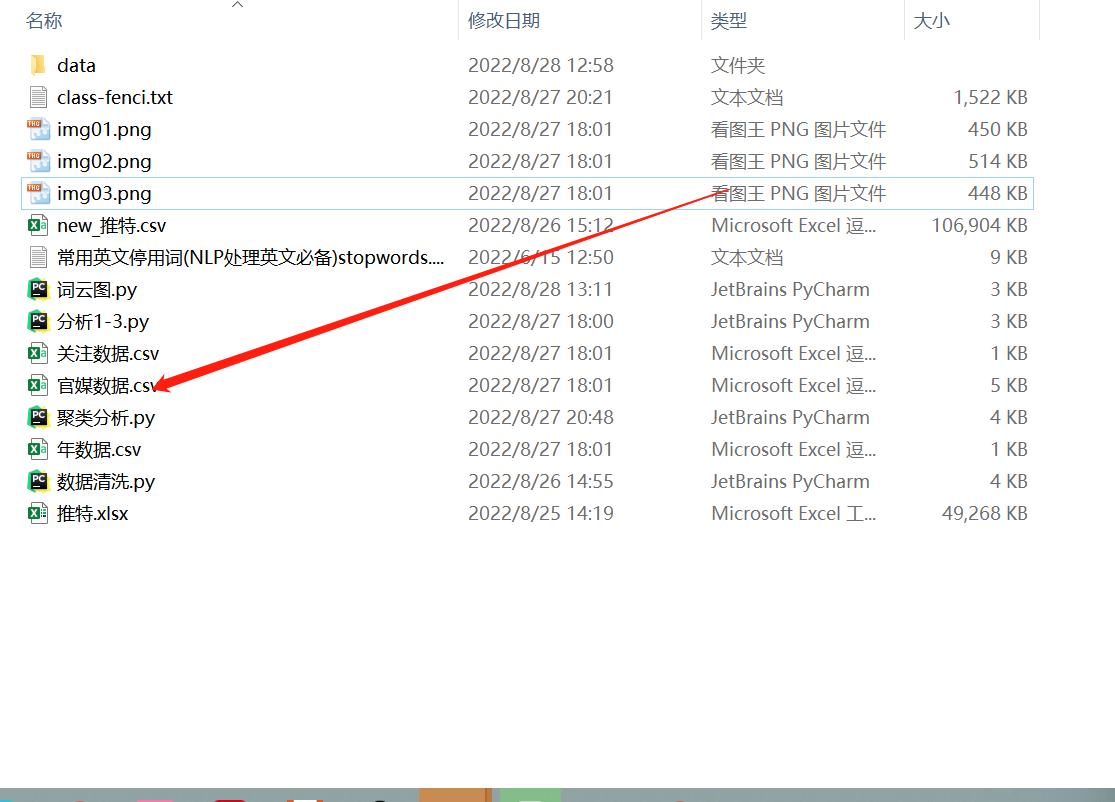 名称 修改日期 类型 大小
data 2022/8/28 12:58 文件夹
class-fenci.txt 2022/8/27 20:21 文本文档 1,522 KB
img01.png 2022/8/27 18:01 看图王 PNG 图片文件 450 KB
img02.png 2022/8/27 18:01 看图王 PNG 图片文件 514 KB
img03.png 2022/8/27 18:01 看图王 PNG 图片文件 448 KB
new_推特.csv 2022/8/26 15:12 Microsoft Excel 逗... 106,904 KB
常用英文停用词(NLP处理英文必备)stopwords.... 2022/6/15 12:50 文本文档 9 KB
词云图.py 2022/8/28 13:11 JetBrains PyCharm 3 KB
分析1-3.py 2022/8/27 18:00 JetBrains PyCharm 3 KB
关注数据.csv 2022/8/27 18:01 Microsoft Excel 逗... 1 KB
官媒数据.csv 2022/8/27 18:01 Microsoft Excel 逗... 5 KB
聚类分析.py 2022/8/27 20:48 JetBrains PyCharm 4 KB
年数据.csv 2022/8/27 18:01 Microsoft Excel 逗... 1 KB
数据清洗.py 2022/8/26 14:55 JetBrains PyCharm 4 KB
推特.xlsx 2022/8/25 14:19 Microsoft Excel 工... 49,268 KB